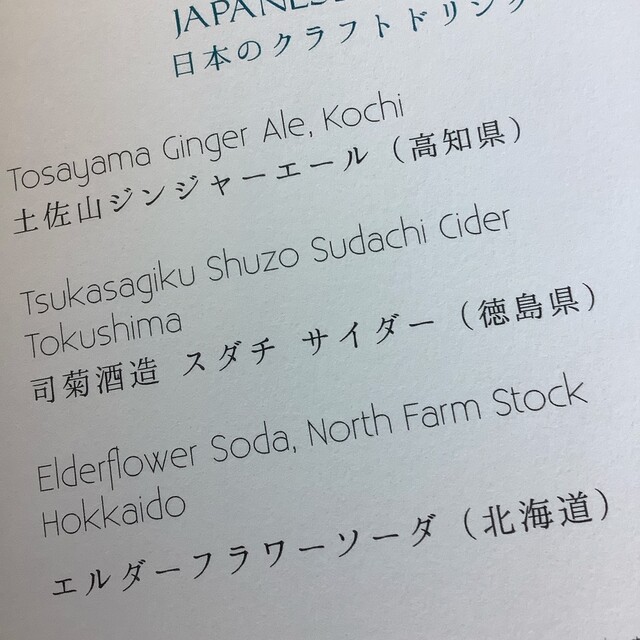 JAPANESE
日本のクラフトドリンク
Tosayama Ginger Ale, Kochi
土佐山ジンジャーエール（高知県）
Tsukasagiku Shuzo Sudachi Cider
Tokushima
司菊酒造 スダチ サイダー（徳島県）
Elderflower Soda, North Farm Stock
Hokkaido
エルダーフラワーソーダ（北海道）